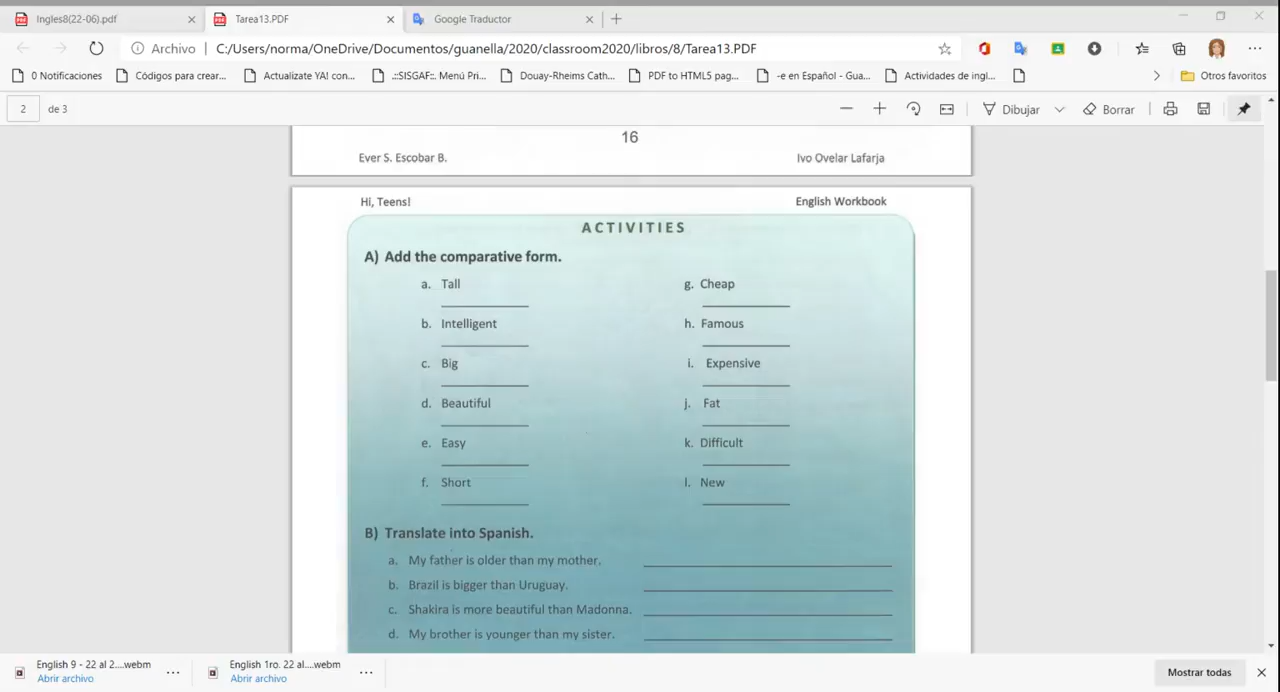 Ingles8(22-06).pdf
Tarea13.PDF
Google Traductor
Archivo | C:/Users/norma/OneDrive/Documentos/guanella/2020/classroom2020/libros/8/Tarea13.PDF
0 Notificaciones Códigos para crear... Actualizate YA! con... .::SISGAF::. Menú Pri... Douay-Rheims Cath... PDF to HTML5 pag... -e en Español - Gua... Actividades de ingl... Otros favoritos
2 de 3 Dibujar Borrar
16
Ever S. Escobar B. Ivo Ovelar Lafarja
Hi, Teens! English Workbook
ACTIVITIES
A) Add the comparative form.
a. Tall g. Cheap
b. Intelligent h. Famous
c. Big i. Expensive
d. Beautiful j. Fat
e. Easy k. Difficult
f. Short l. New
B) Translate into Spanish.
a. My father is older than my mother.
b. Brazil is bigger than Uruguay.
c. Shakira is more beautiful than Madonna.
d. My brother is younger than my sister.
English 9 - 22 al 2....webm English 1ro. 22 al....webm Mostrar todas
Abrir archivo Abrir archivo